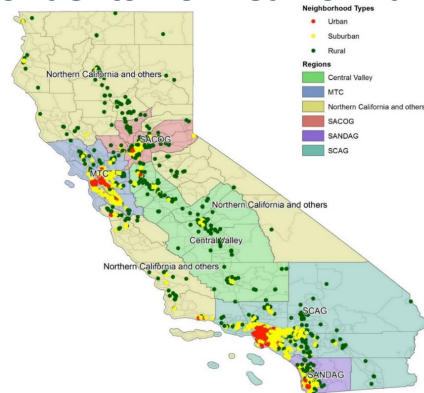 Neighborhood Types
Urban
Suburban
Rural
Regions
Central Valley
MTC
Northern California and others
SACOG
SANDAG
SCAG
Northern California and others
SACOG
MTC
Northern California and others
Central Valley
Northern California and others
SCAG
SANDAG